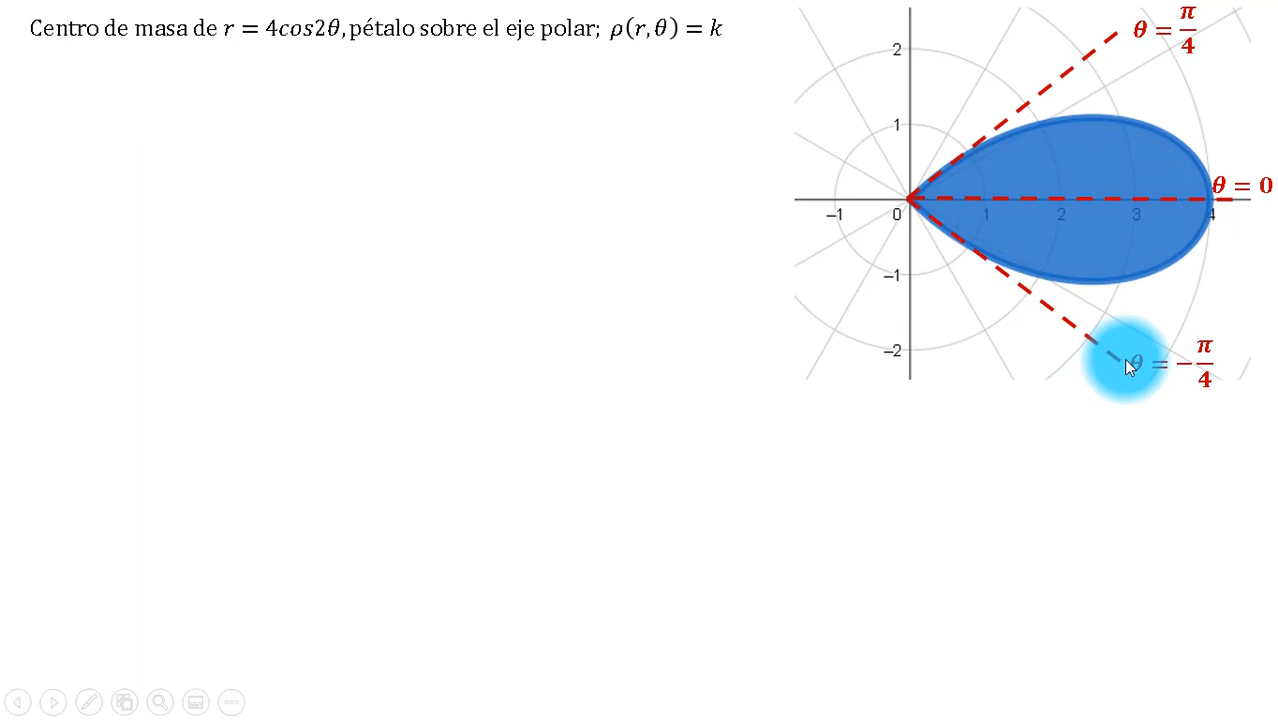 Centro de masa de r = 4cos2θ, pétalo sobre el eje polar; ρ(r, θ) = k
θ = π/4
2
1
θ = 0
−1 0 1 2 3 4
−1
−2
θ = −π/4